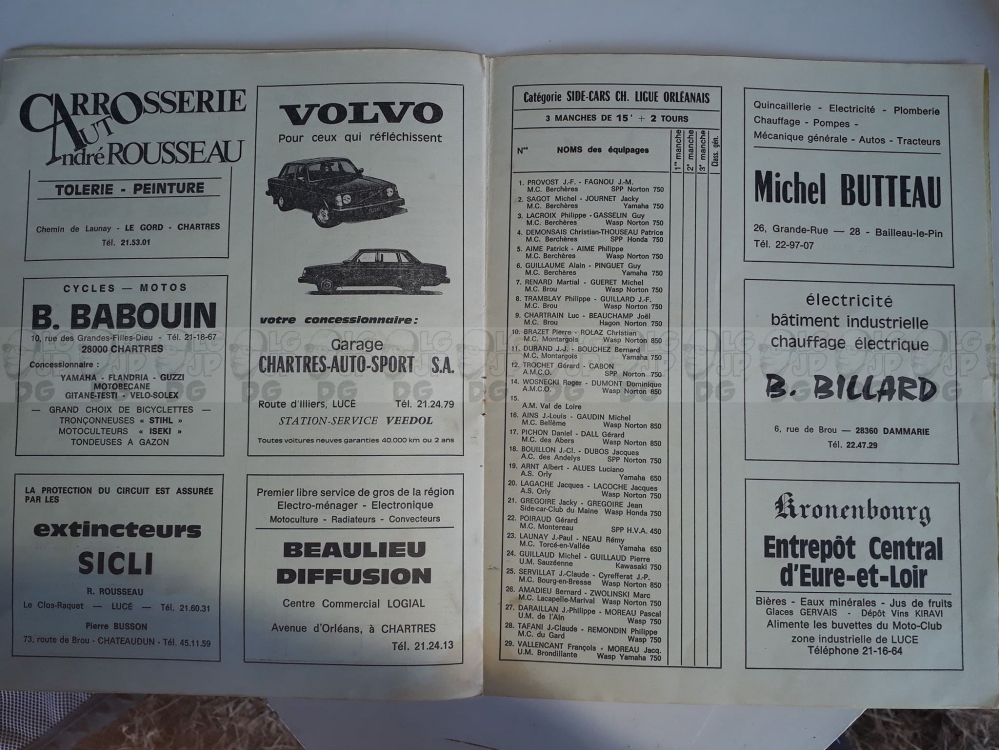 CARROSSERIE
AUTO
André ROUSSEAU
TOLERIE - PEINTURE
Chemin de Launay - LE GORD - CHARTRES
Tél. 21.53.01
CYCLES — MOTOS
B. BABOUIN
10, rue des Grandes-Filles-Dieu - Tél. 21-18-67
28000 CHARTRES
Concessionnaire :
YAMAHA - FLANDRIA - GUZZI
MOTOBECANE
GITANE-TESTI - VELO-SOLEX
— GRAND CHOIX DE BICYCLETTES —
TRONÇONNEUSES « STIHL »
MOTOCULTEURS « ISEKI »
TONDEUSES A GAZON
LA PROTECTION DU CIRCUIT EST ASSURÉE
PAR LES
extincteurs
SICLI
R. ROUSSEAU
Le Clos-Raquet — LUCÉ — Tél. 21.60.31
Pierre BUSSON
73, route de Brou - CHATEAUDUN - Tél. 45.11.59
VOLVO
Pour ceux qui réfléchissent
votre concessionnaire :
Garage
CHARTRES-AUTO-SPORT S.A.
Route d'Illiers, LUCÉ Tél. 21.24.79
STATION-SERVICE VEEDOL
Toutes voitures neuves garanties 40.000 km ou 2 ans
Premier libre service de gros de la région
Electro-ménager - Electronique
Motoculture - Radiateurs - Convecteurs
BEAULIEU
DIFFUSION
Centre Commercial LOGIAL
Avenue d'Orléans, à CHARTRES
Tél. 21.24.13
Catégorie SIDE-CARS CH. LIGUE ORLÉANAIS
3 MANCHES DE 15' + 2 TOURS
Nos NOMS des équipages 1re manche 2e manche 3e manche Class. gén.
1. PROVOST J.-F. - FAGNOU J.-M.
M.C. Berchères SPP Norton 750
2. SAGOT Michel - JOURNET Jacky
M.C. Berchères Yamaha 750
3. LACROIX Philippe - GASSELIN Guy
M.C. Berchères Wasp Norton 750
4. DEMONSAIS Christian-THOUSEAU Patrice
M.C. Berchères SPP Honda 750
5. AIME Patrick - AIME Philippe
M.C. Berchères Wasp Norton 750
6. GUILLAUME Alain - PINGUET Guy
M.C. Berchères Yamaha 750
7. RENARD Martial - GUERET Michel
M.C. Brou Wasp Norton 750
8. TRAMBLAY Philippe - GUILLARD J.-F.
M.C. Brou Wasp Norton 750
9. CHARTRAIN Luc - BEAUCHAMP Joël
M.C. Brou Hagon Norton 750
10. BRAZET Pierre - ROLAZ Christian
M.C. Montargois Wasp Norton 850
11. DURAND J.J. - BOUCHEZ Bernard
M.C. Montargois Yamaha 750
12. TROCHET Gérard - CABON
A.M.C.O. SPP Norton 750
14. WOSNECKI Roger - DUMONT Dominique
A.M.C.O. Wasp Norton 850
15.
A.M. Val de Loire
16. AINS J.-Louis - GAUDIN Michel
M.C. Bellême Wasp Norton 850
17. PICHON Daniel - DALL Gérard
M.C. des Abers Wasp Norton 850
18. BOUILLON J.-Cl. - DUBOS Jacques
A.C. des Andelys SPP Norton 750
19. ARNT Albert - ALUES Luciano
A.S. Orly Yamaha 650
20. LAGACHE Jacques - LACOCHE Jacques
A.S. Orly Wasp Norton 750
21. GREGOIRE Jacky - GREGOIRE Jean
Side-car-Club du Maine Wasp Honda 750
22. POIRAUD Gérard
M.C. Montereau SPP H.V.A. 450
23. LAUNAY J.-Paul - NEAU Rémy
M.C. Torcé-en-Vallée Yamaha 650
24. GUILLAUD Michel - GUILLAUD Pierre
U.M. Sauzéenne Kawasaki 750
25. SERVILLAT J.-Claude - Cyrefferat J.-P.
M.C. Bourg-en-Bresse Wasp Norton 750
26. AMADIEU Bernard - ZWOLINSKI Marc
M.C. Lacapelle-Marival Wasp Norton 750
27. DARAILLAN J.-Philippe - MOREAU Pascal
U.M. de l'Ain Wasp 750
28. TAFANI J.-Claude - REMONDIN Philippe
M.C. du Gard Wasp 750
29. VALLENCANT François - MOREAU Jacq.
U.M. Brondillante Wasp Yamaha 750
Quincaillerie - Electricité - Plomberie
Chauffage - Pompes -
Mécanique générale - Autos - Tracteurs
Michel BUTTEAU
26, Grande-Rue — 28 - Bailleau-le-Pin
Tél. 22-97-07
électricité
bâtiment industrielle
chauffage électrique
B. BILLARD
6, rue de Brou — 28360 DAMMARIE
Tél. 22.47.29
Kronenbourg
Entrepôt Central
d'Eure-et-Loir
Bières - Eaux minérales - Jus de fruits
Glaces GERVAIS - Dépôt Vins KIRAVI
Alimente les buvettes du Moto-Club
zone industrielle de LUCE
Téléphone 21-16-64